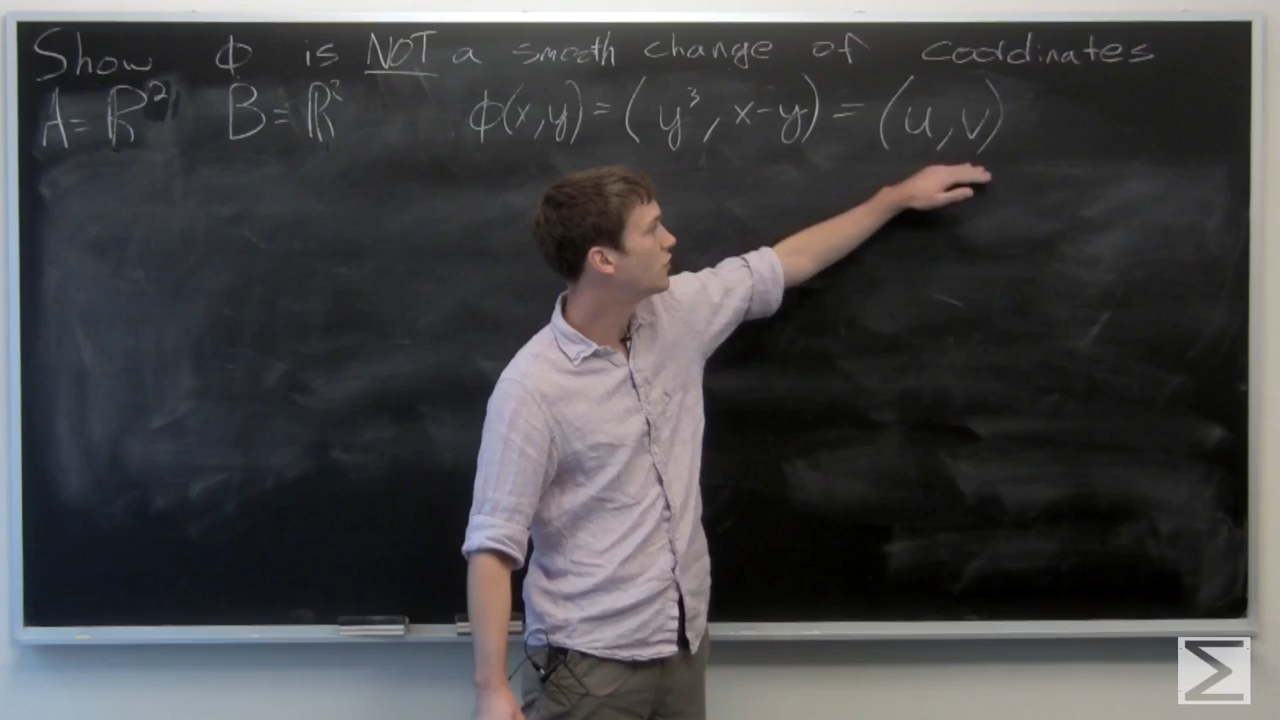 Show ϕ is NOT a smooth change of coordinates
A = ℝ² B = ℝ² ϕ(x,y) = (y³, x-y) = (u,v)
Σ